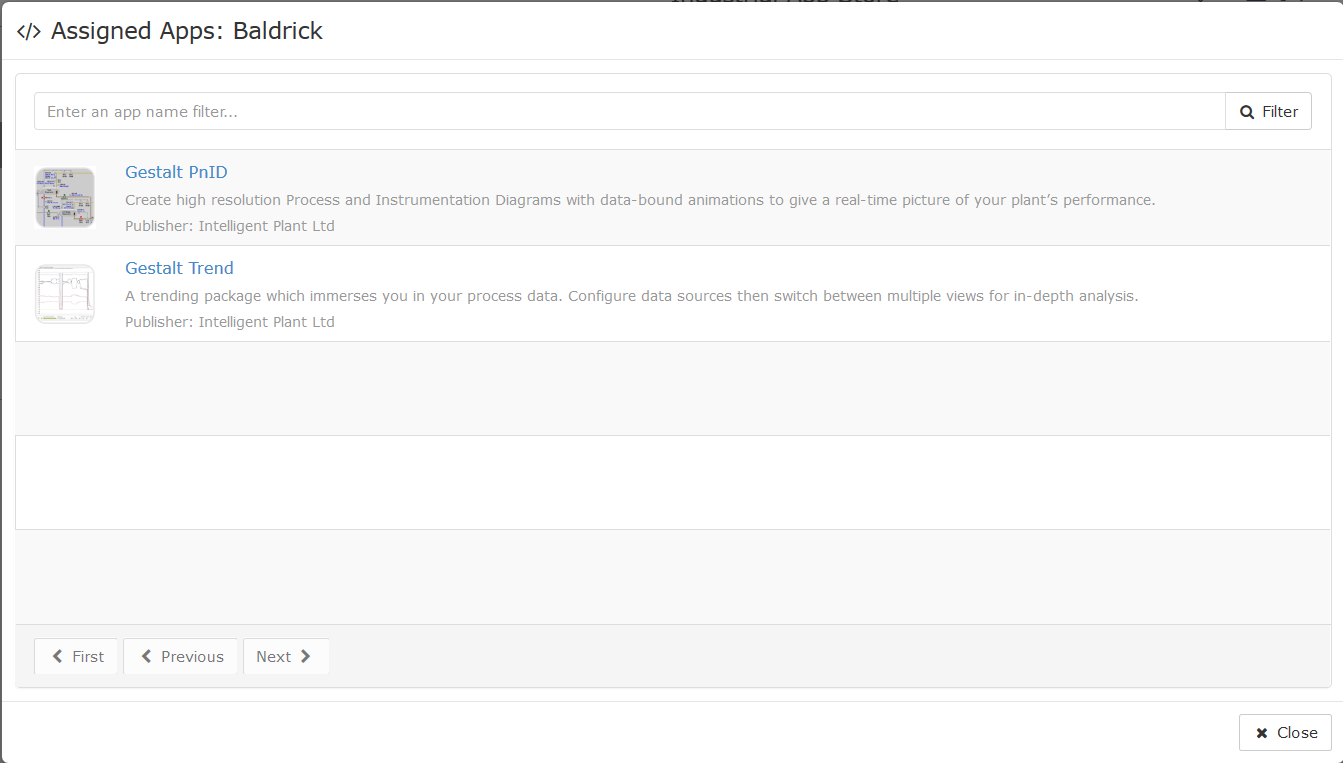 Assigned Apps: Baldrick
Enter an app name filter...
Filter
Gestalt PnID
Create high resolution Process and Instrumentation Diagrams with data-bound animations to give a real-time picture of your plant’s performance.
Publisher: Intelligent Plant Ltd
Gestalt Trend
A trending package which immerses you in your process data. Configure data sources then switch between multiple views for in-depth analysis.
Publisher: Intelligent Plant Ltd
First
Previous
Next
Close